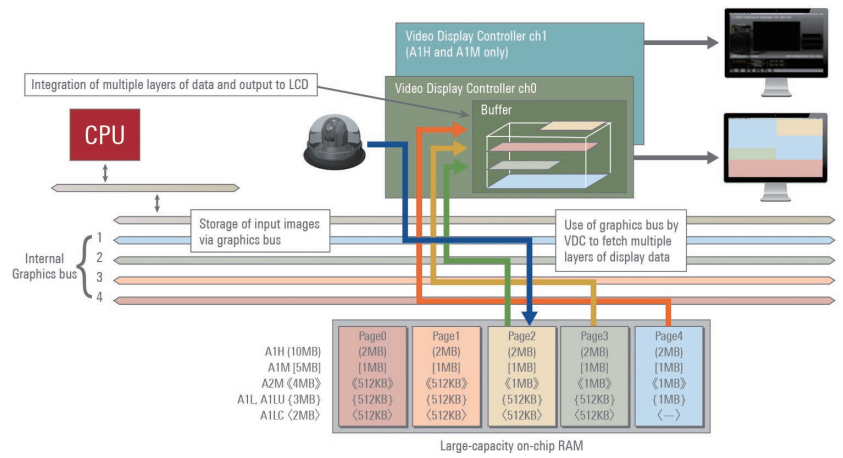 Video Display Controller ch1
(A1H and A1M only)
Integration of multiple layers of data and output to LCD
Video Display Controller ch0
Buffer
CPU
Storage of input images
via graphics bus
Use of graphics bus by
VDC to fetch multiple
layers of display data
Internal
Graphics bus
1
2
3
4
Page0 Page1 Page2 Page3 Page4
A1H (10MB) (2MB) (2MB) (2MB) (2MB) (2MB)
A1M [5MB] [1MB] [1MB] [1MB] [1MB] [1MB]
A2M 《4MB》 《512KB》 《512KB》 《1MB》 《1MB》 《1MB》
A1L, A1LU {3MB} {512KB} {512KB} {512KB} {512KB} {1MB}
A1LC 〈2MB〉 〈512KB〉 〈512KB〉 〈512KB〉 〈512KB〉 〈—〉
Large-capacity on-chip RAM